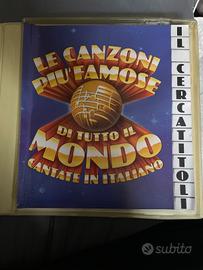 LE CANZONI
PIU' FAMOSE
DI TUTTO IL
MONDO
CANTATE IN ITALIANO
IL CERCATITOLI
subito